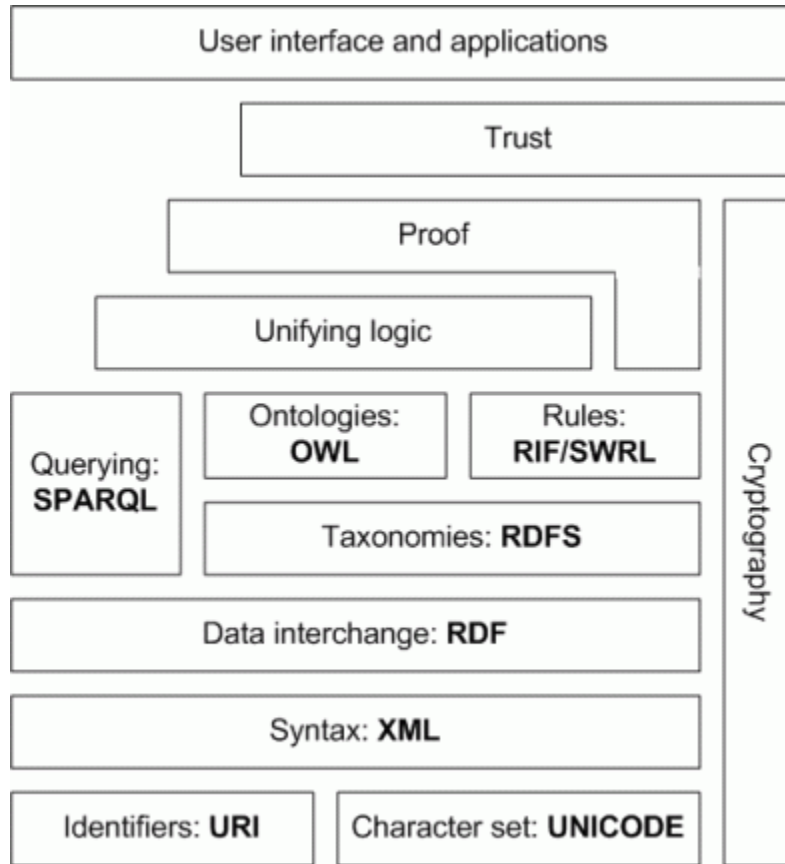 User interface and applications
Trust
Proof
Unifying logic
Querying:
SPARQL
Ontologies:
OWL
Rules:
RIF/SWRL
Taxonomies: RDFS
Data interchange: RDF
Syntax: XML
Identifiers: URI
Character set: UNICODE
Cryptography